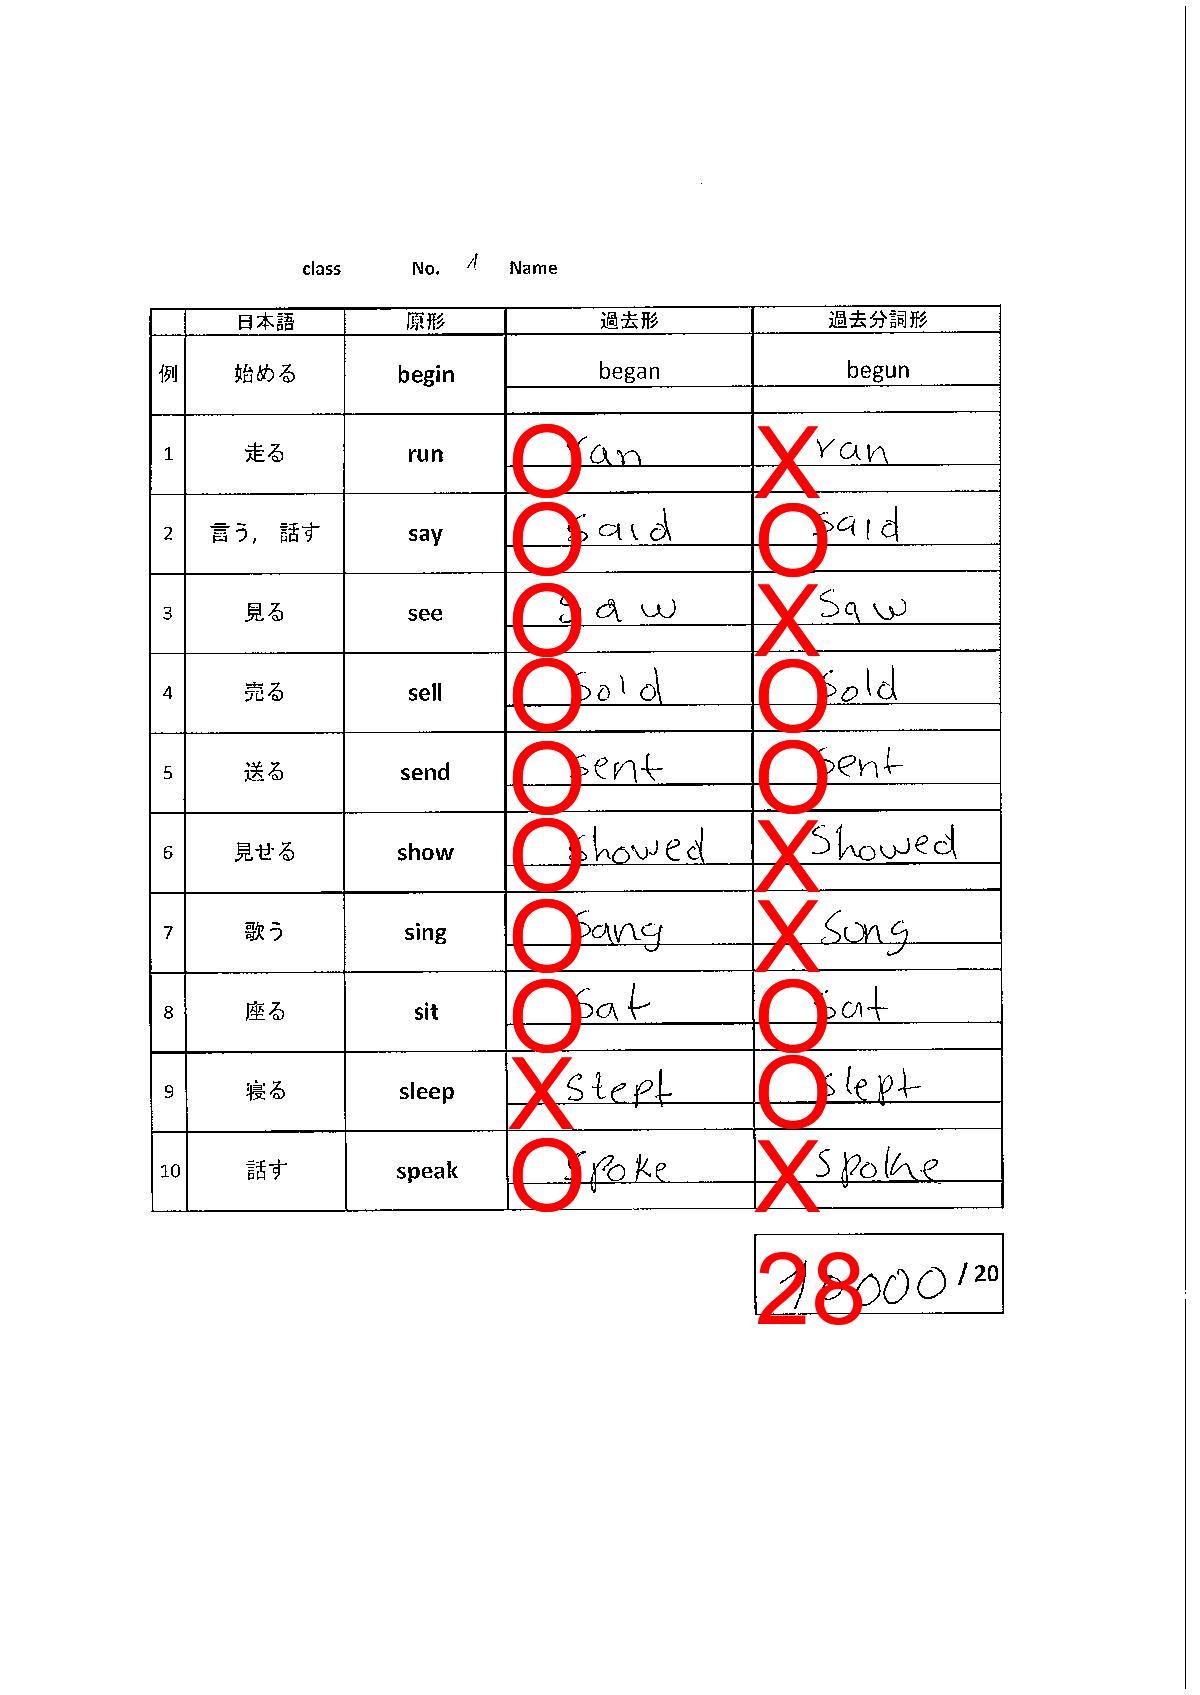 class No. 1 Name
日本語 原形 過去形 過去分詞形
例 始める begin began begun
1 走る run O ran X ran
2 言う, 話す say O said O said
3 見る see O saw X saw
4 売る sell O sold O sold
5 送る send O sent O sent
6 見せる show O showed X showed
7 歌う sing O sang X song
8 座る sit O sat O sat
9 寝る sleep X stept O slept
10 話す speak O spoke X spoke
28 /20